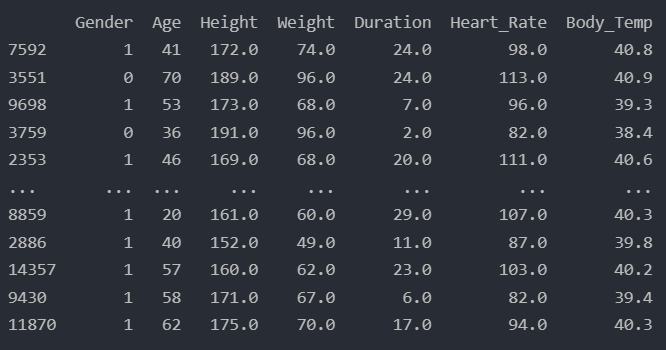 Gender Age Height Weight Duration Heart_Rate Body_Temp
7592 1 41 172.0 74.0 24.0 98.0 40.8
3551 0 70 189.0 96.0 24.0 113.0 40.9
9698 1 53 173.0 68.0 7.0 96.0 39.3
3759 0 36 191.0 96.0 2.0 82.0 38.4
2353 1 46 169.0 68.0 20.0 111.0 40.6
... ... ... ... ... ... ... ...
8859 1 20 161.0 60.0 29.0 107.0 40.3
2886 1 40 152.0 49.0 11.0 87.0 39.8
14357 1 57 160.0 62.0 23.0 103.0 40.2
9430 1 58 171.0 67.0 6.0 82.0 39.4
11870 1 62 175.0 70.0 17.0 94.0 40.3